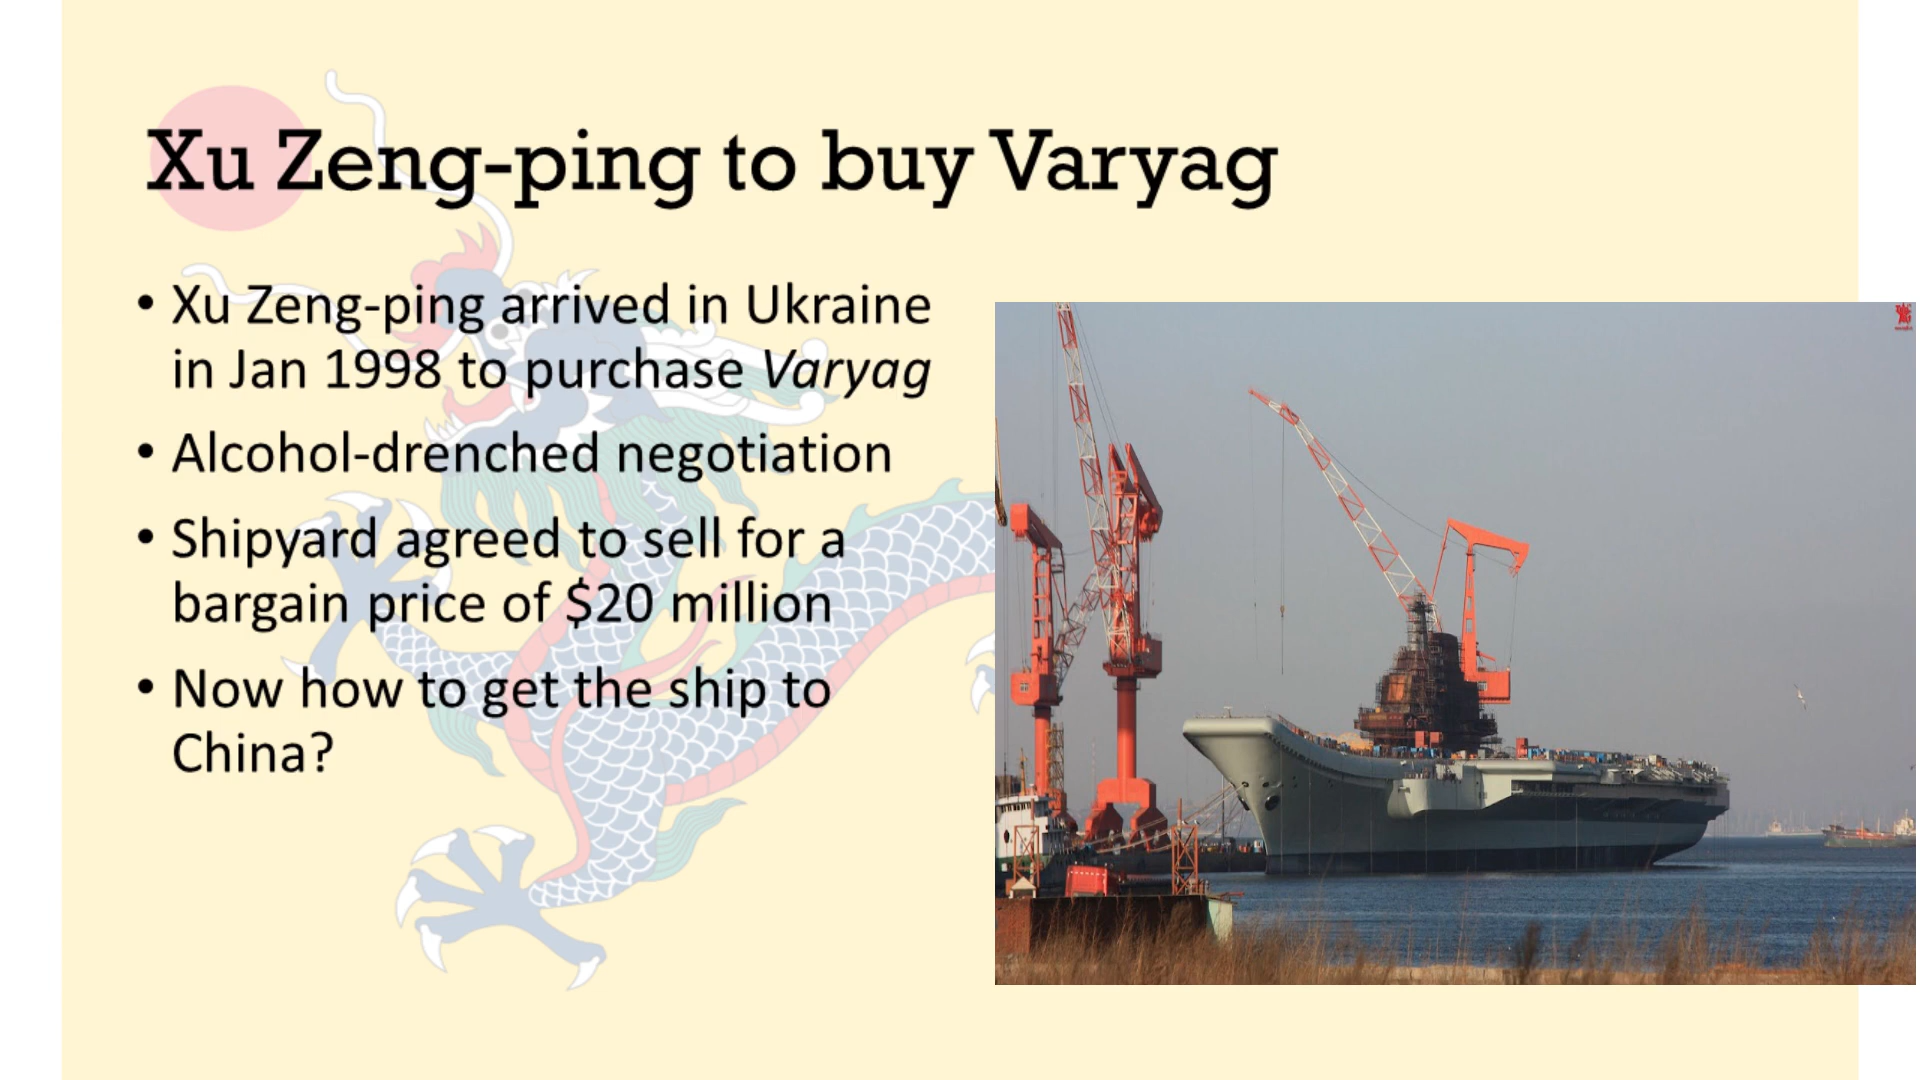 Xu Zeng-ping to buy Varyag
• Xu Zeng-ping arrived in Ukraine
in Jan 1998 to purchase Varyag
• Alcohol-drenched negotiation
• Shipyard agreed to sell for a
bargain price of $20 million
• Now how to get the ship to
China?